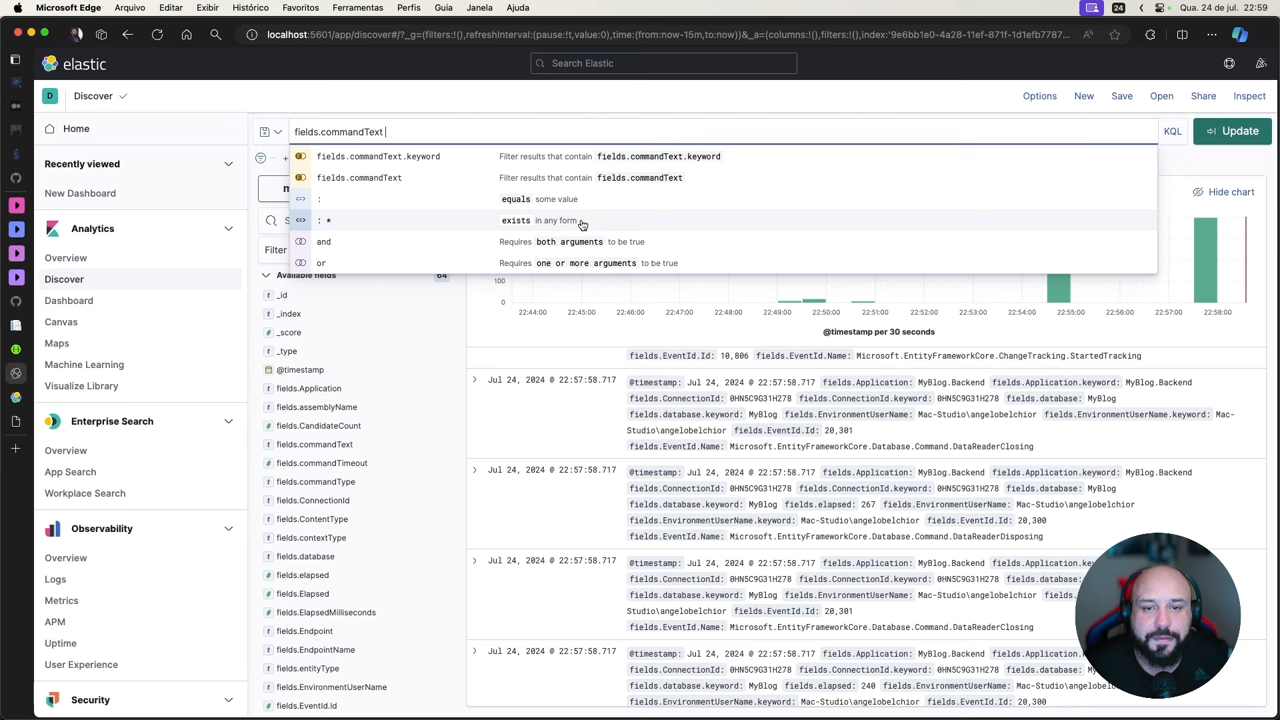 Microsoft Edge Arquivo Editar Exibir Histórico Favoritos Ferramentas Perfis Guia Janela Ajuda 24 Qua. 24 de jul. 22:59
localhost:5601/app/discover#/?_g=(filters:!(),refreshInterval:(pause:!t,value:0),time:(from:now-15m,to:now))&_a=(columns:!(),filters:!(),index:'9e6bb1e0-4a28-11ef-871f-1d1efb7787...
elastic Search Elastic
D Discover Options New Save Open Share Inspect
Home
Recently viewed
New Dashboard
Analytics
Overview
Discover
Dashboard
Canvas
Maps
Machine Learning
Visualize Library
Enterprise Search
Overview
App Search
Workplace Search
Observability
Overview
Logs
Metrics
APM
Uptime
User Experience
Security
fields.commandText KQL Update
fields.commandText.keyword Filter results that contain fields.commandText.keyword
fields.commandText Filter results that contain fields.commandText
: equals some value
: * exists in any form
and Requires both arguments to be true
or Requires one or more arguments to be true
Filter
Available fields 64
_id
_index
_score
_type
@timestamp
fields.Application
fields.assemblyName
fields.CandidateCount
fields.commandText
fields.commandTimeout
fields.commandType
fields.ConnectionId
fields.ContentType
fields.contextType
fields.database
fields.elapsed
fields.Elapsed
fields.ElapsedMilliseconds
fields.Endpoint
fields.EndpointName
fields.entityType
fields.EnvironmentUserName
fields.EventId.Id
Hide chart
100
0
22:44:00 22:45:00 22:46:00 22:47:00 22:48:00 22:49:00 22:50:00 22:51:00 22:52:00 22:53:00 22:54:00 22:55:00 22:56:00 22:57:00 22:58:00
@timestamp per 30 seconds
fields.EventId.Id: 10,806 fields.EventId.Name: Microsoft.EntityFrameworkCore.ChangeTracking.StartedTracking
Jul 24, 2024 @ 22:57:58.717 @timestamp: Jul 24, 2024 @ 22:57:58.717 fields.Application: MyBlog.Backend fields.Application.keyword: MyBlog.Backend
fields.ConnectionId: 0HN5C9G31H278 fields.ConnectionId.keyword: 0HN5C9G31H278 fields.database: MyBlog
fields.database.keyword: MyBlog fields.EnvironmentUserName: Mac-Studio\angelobelchior fields.EnvironmentUserName.keyword: Mac-
Studio\angelobelchior fields.EventId.Id: 20,301
fields.EventId.Name: Microsoft.EntityFrameworkCore.Database.Command.DataReaderClosing
Jul 24, 2024 @ 22:57:58.717 @timestamp: Jul 24, 2024 @ 22:57:58.717 fields.Application: MyBlog.Backend fields.Application.keyword: MyBlog.Backend
fields.ConnectionId: 0HN5C9G31H278 fields.ConnectionId.keyword: 0HN5C9G31H278 fields.database: MyBlog
fields.database.keyword: MyBlog fields.elapsed: 267 fields.EnvironmentUserName: Mac-Studio\angelobelchior
fields.EnvironmentUserName.keyword: Mac-Studio\angelobelchior fields.EventId.Id: 20,300
fields.EventId.Name: Microsoft.EntityFrameworkCore.Database.Command.DataReaderDisposing
Jul 24, 2024 @ 22:57:58.717 @timestamp: Jul 24, 2024 @ 22:57:58.717 fields.Application: MyBlog.Backend
fields.ConnectionId: 0HN5C9G31H278 fields.ConnectionId.keyword: 0HN5C9G31H278
fields.database.keyword: MyBlog fields.EnvironmentUserName: Mac-Studio\angelobelchior
Studio\angelobelchior fields.EventId.Id: 20,301
fields.EventId.Name: Microsoft.EntityFrameworkCore.Database.Command.DataReaderClosing
Jul 24, 2024 @ 22:57:58.717 @timestamp: Jul 24, 2024 @ 22:57:58.717 fields.Application: MyBlog.Backend
fields.ConnectionId: 0HN5C9G31H278 fields.ConnectionId.keyword: 0HN5C9G31H278
fields.database.keyword: MyBlog fields.elapsed: 240 fields.EnvironmentUserName:
fields.EnvironmentUserName.keyword: Mac-Studio\angelobelchior fields.EventId.Id: 20,300